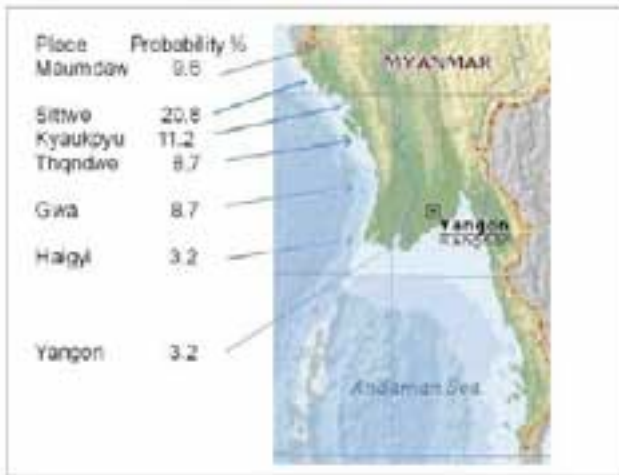 Place Probability %
Maumdaw 9.6
MYANMAR
Sittwe 20.8
Kyaukpyu 11.2
Thqndwe 8.7
Gwa 8.7
Yangon
Haigyi 3.2
Yangon 3.2
Andaman Sea